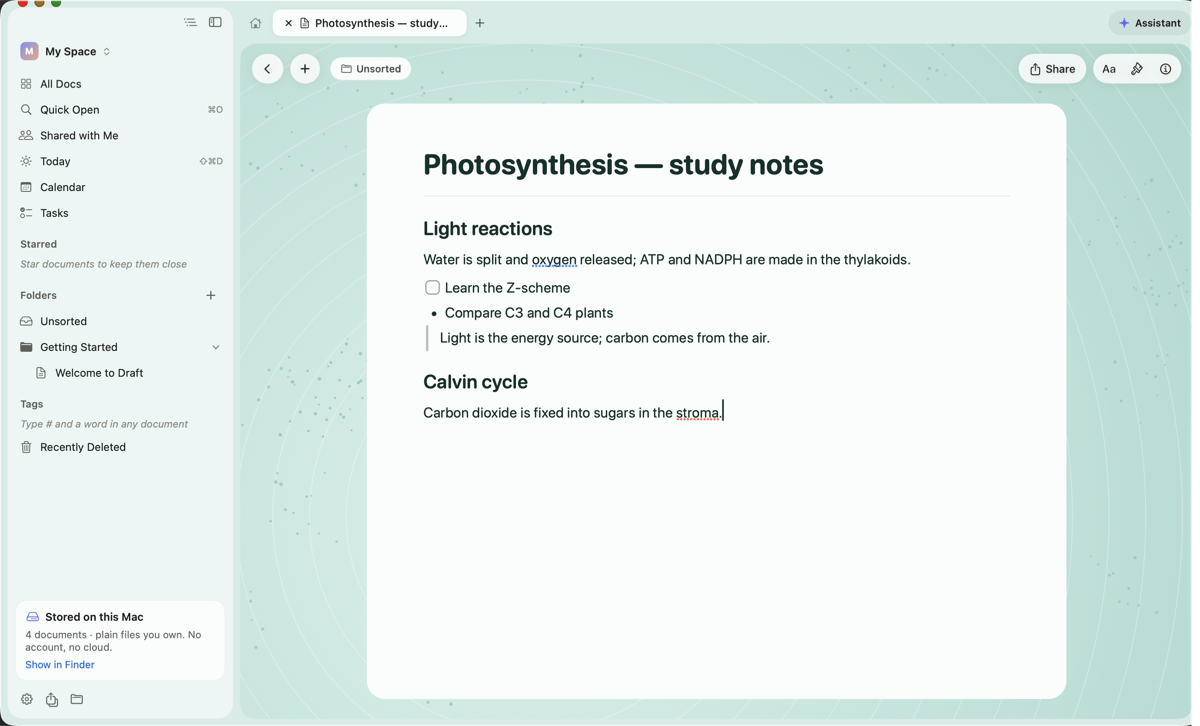 Photosynthesis — study...
Assistant
M My Space
All Docs
Quick Open ⌘O
Shared with Me
Today ⇧⌘D
Calendar
Tasks
Starred
Star documents to keep them close
Folders
Unsorted
Getting Started
Welcome to Draft
Tags
Type # and a word in any document
Recently Deleted
Stored on this Mac
4 documents · plain files you own. No
account, no cloud.
Show in Finder
Unsorted
Share
Aa
Photosynthesis — study notes
Light reactions
Water is split and oxygen released; ATP and NADPH are made in the thylakoids.
Learn the Z-scheme
• Compare C3 and C4 plants
Light is the energy source; carbon comes from the air.
Calvin cycle
Carbon dioxide is fixed into sugars in the stroma.